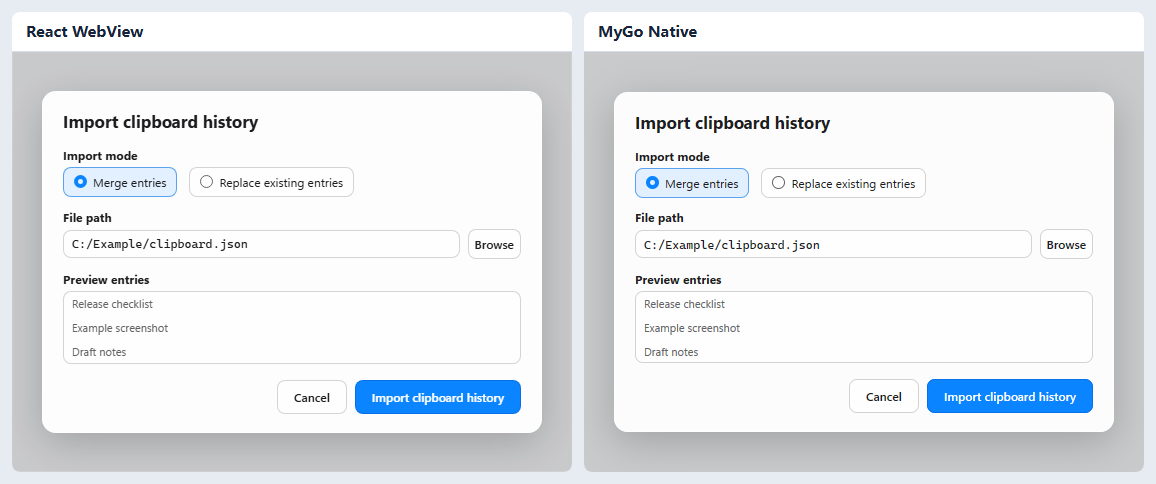 React WebView
Import clipboard history
Import mode
Merge entries
Replace existing entries
File path
C:/Example/clipboard.json
Browse
Preview entries
Release checklist
Example screenshot
Draft notes
Cancel
Import clipboard history
MyGo Native
Import clipboard history
Import mode
Merge entries
Replace existing entries
File path
C:/Example/clipboard.json
Browse
Preview entries
Release checklist
Example screenshot
Draft notes
Cancel
Import clipboard history